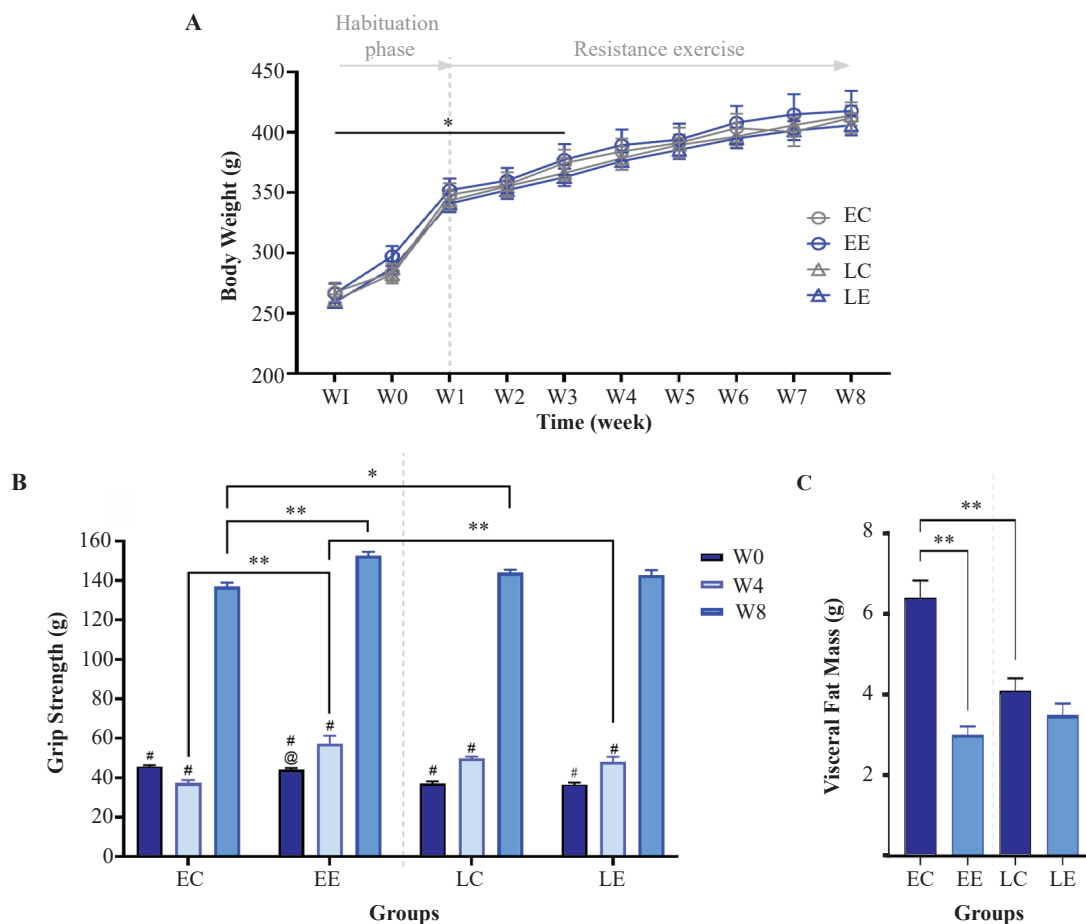 A
Habituation
phase
Resistance exercise
450
400
350
300
250
200
*
Body Weight (g)
EC
EE
LC
LE
WI W0 W1 W2 W3 W4 W5 W6 W7 W8
Time (week)
B
*
**
**
**
160
140
120
100
80
60
40
20
0
Grip Strength (g)
W0
W4
W8
# # # @ # # # # #
EC EE LC LE
Groups
C
**
**
8
6
4
2
Visceral Fat Mass (g)
EC EE LC LE
Groups